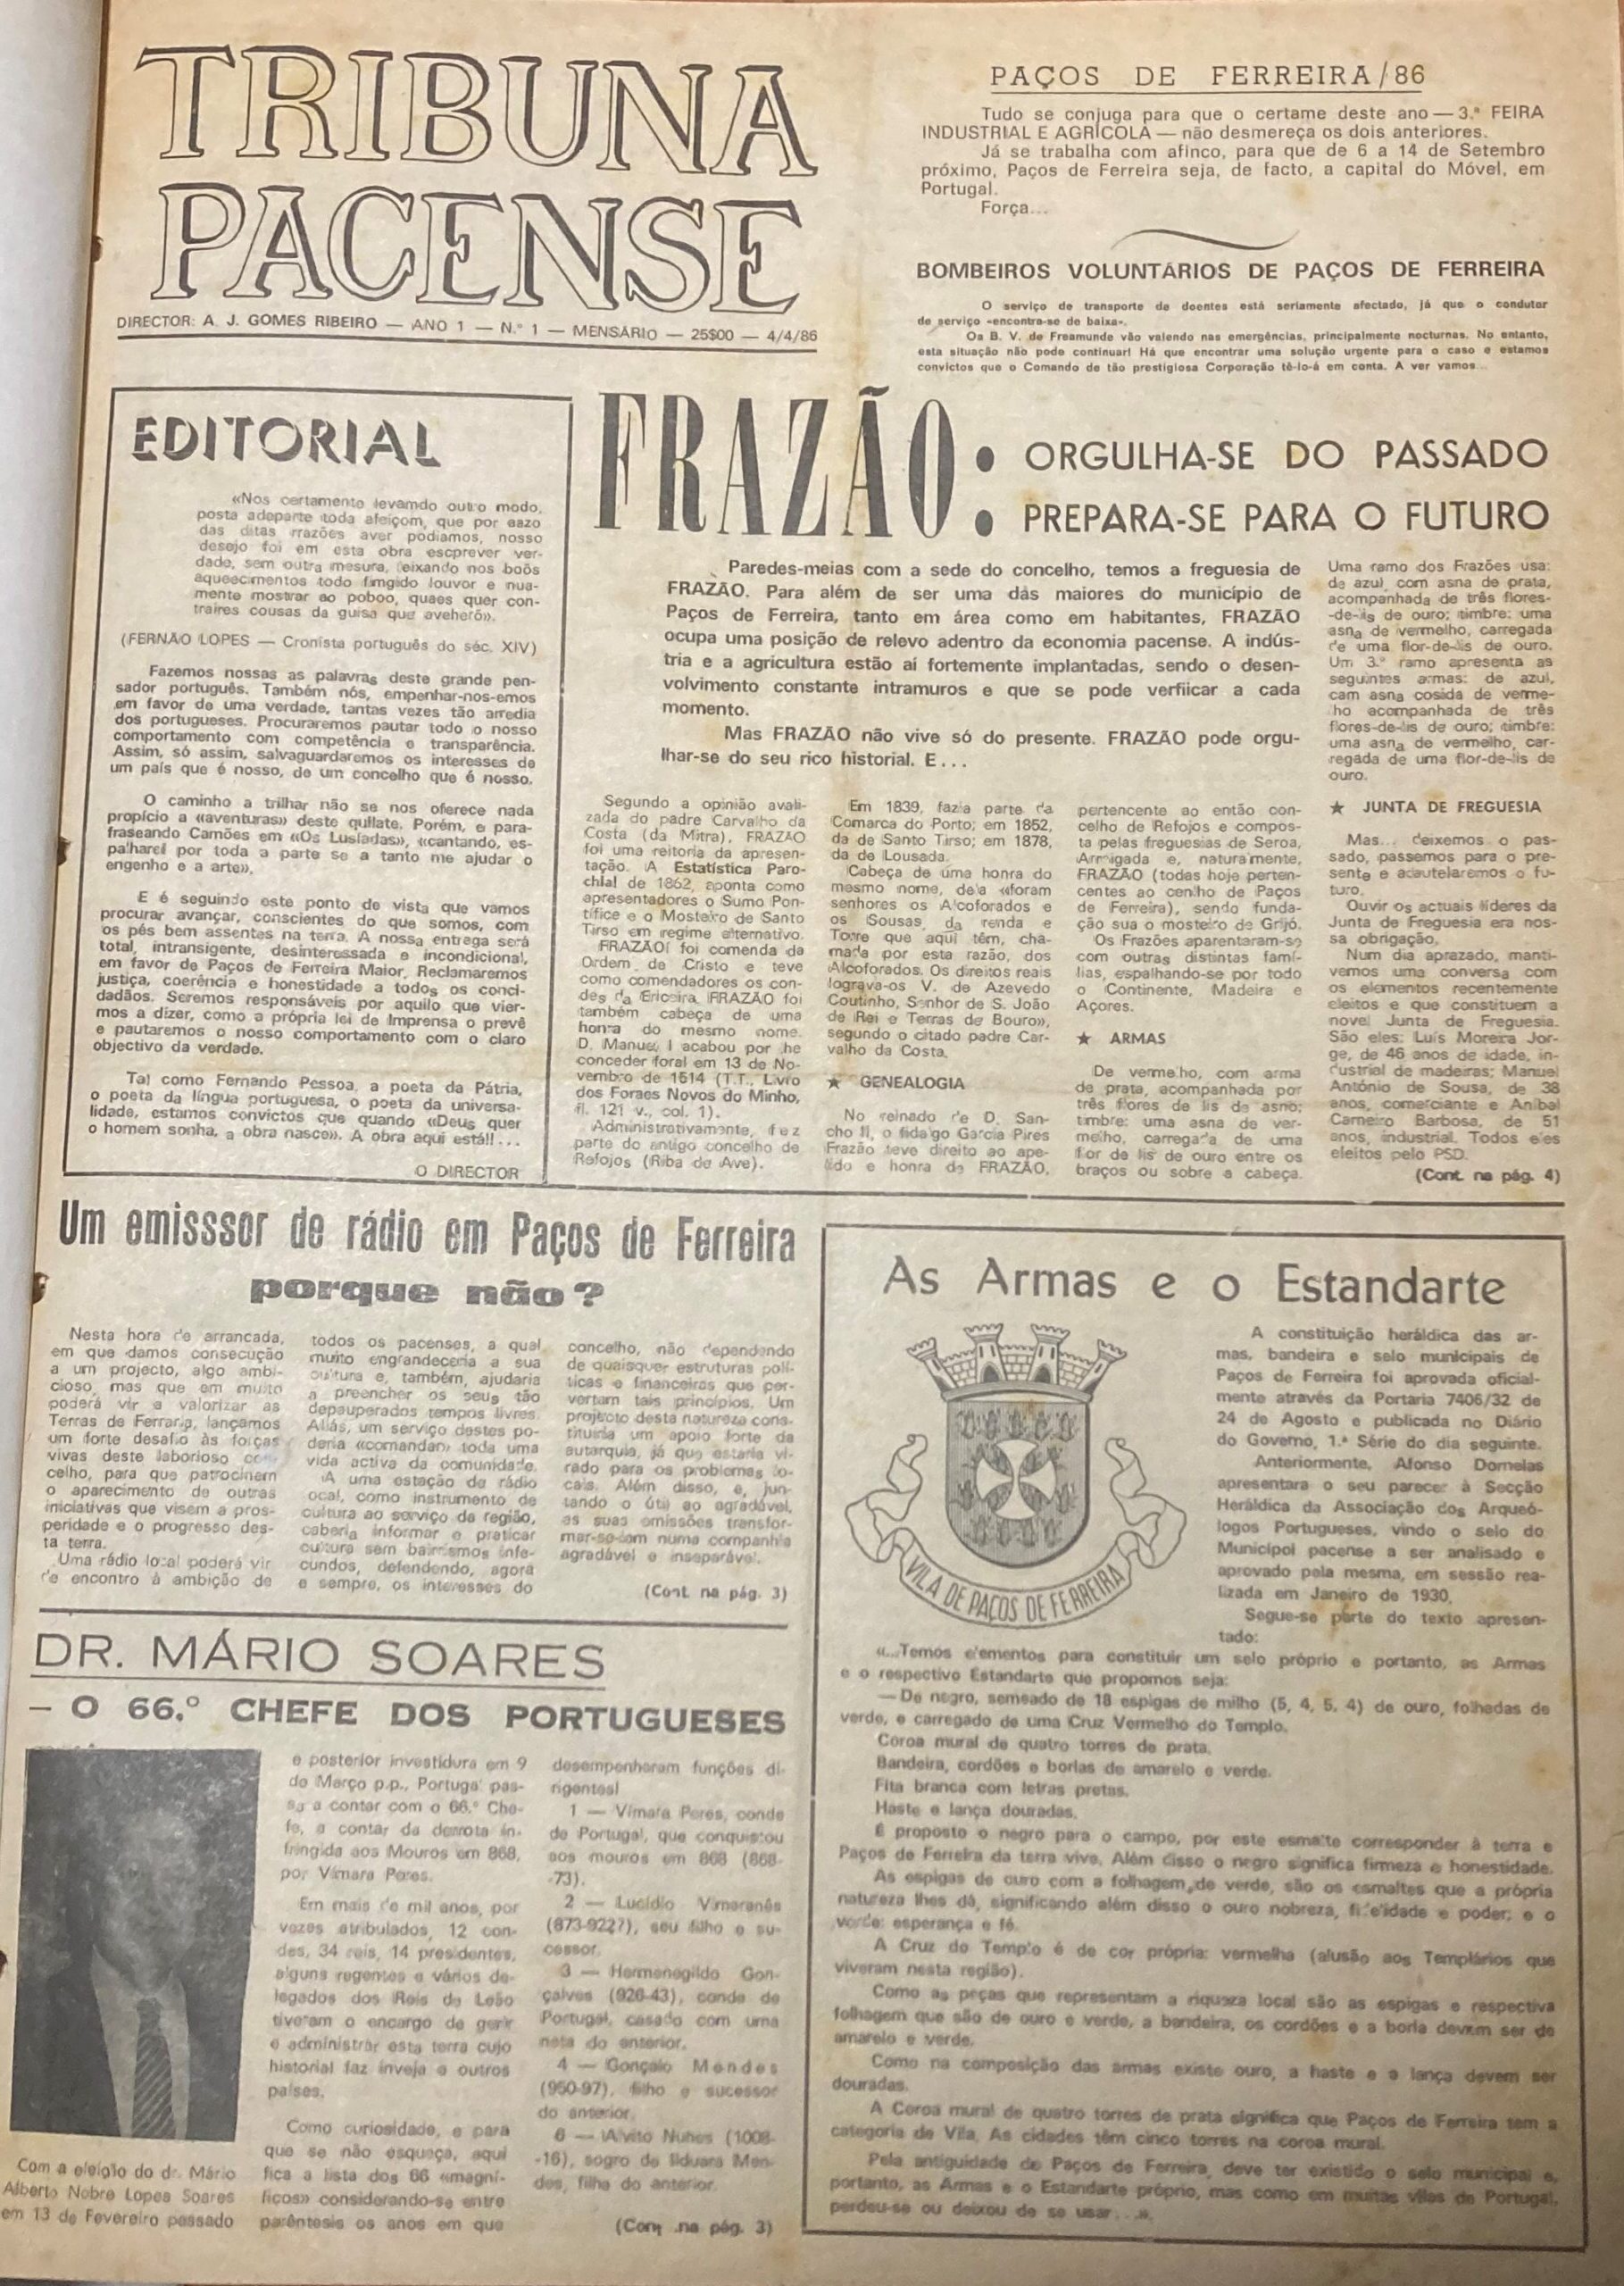 TRIBUNA
PACENSE
DIRECTOR: A. J. GOMES RIBEIRO — ANO 1 — N.º 1 — MENSÁRIO — 25$00 — 4/4/86
PAÇOS DE FERREIRA/86
Tudo se conjuga para que o certame deste ano — 3.ª FEIRA
INDUSTRIAL E AGRÍCOLA — não desmereça os dois anteriores.
Já se trabalha com afinco, para que de 6 a 14 de Setembro
próximo, Paços de Ferreira seja, de facto, a capital do Móvel, em
Portugal.
Força...
BOMBEIROS VOLUNTÁRIOS DE PAÇOS DE FERREIRA
O serviço de transporte de doentes está seriamente afectado, já que o condutor
de serviço «encontra-se de baixa».
Os B. V. de Freamunde vão valendo nas emergências, principalmente nocturnas. No entanto,
esta situação não pode continuar! Há que encontrar uma solução urgente para o caso e estamos
convictos que o Comando de tão prestigiosa Corporação tê-lo-á em conta. A ver vamos...
EDITORIAL
«Nos certamente levamdo outro modo,
posta adeparte toda afeiçom, que por aazo
das ditas rrazões aver podiamos, nosso
desejo foi em esta obra escprever ver-
dade, sem outra mesura, leixando nos boõs
aqueecimentos todo fimgido louvor e nua-
mente mostrar ao poboo, quaes quer con-
traires cousas da guisa que aveherõ».
(FERNÃO LOPES — Cronista português do séc. XIV)
Fazemos nossas as palavras deste grande pen-
sador português. Também nós, empenhar-nos-emos
em favor de uma verdade, tantas vezes tão arredia
dos portugueses. Procuraremos pautar todo o nosso
comportamento com competência e transparência.
Assim, só assim, salvaguardaremos os interesses de
um país que é nosso, de um concelho que é nosso.
O caminho a trilhar não se nos oferece nada
propício a «aventuras» deste quilate. Porém, e para-
fraseando Camões em «Os Lusíadas», «cantando, es-
palharei por toda a parte se a tanto me ajudar o
engenho e a arte».
E é seguindo este ponto de vista que vamos
procurar avançar, conscientes do que somos, com
os pés bem assentes na terra. A nossa entrega será
total, intransigente, desinteressada e incondicional,
em favor de Paços de Ferreira Maior. Reclamaremos
justiça, coerência e honestidade a todos os conci-
dadãos. Seremos responsáveis por aquilo que vier-
mos a dizer, como a própria lei de Imprensa o prevê
e pautaremos o nosso comportamento com o claro
objectivo da verdade.
Tal como Fernando Pessoa, a poeta da Pátria,
o poeta da língua portuguesa, o poeta da universa-
lidade, estamos convictos que quando «Deus quer
o homem sonha, a obra nasce». A obra aqui está!!...
O DIRECTOR
FRAZÃO:
ORGULHA-SE DO PASSADO
PREPARA-SE PARA O FUTURO
Paredes-meias com a sede do concelho, temos a freguesia de
FRAZÃO. Para além de ser uma dás maiores do município de
Paços de Ferreira, tanto em área como em habitantes, FRAZÃO
ocupa uma posição de relevo adentro da economia pacense. A indús-
tria e a agricultura estão aí fortemente implantadas, sendo o desen-
volvimento constante intramuros e que se pode verfiicar a cada
momento.
Mas FRAZÃO não vive só do presente. FRAZÃO pode orgu-
lhar-se do seu rico historial. E...
Segundo a opinião avali-
zada do padre Carvalho da
Costa (da Mitra), FRAZÃO
foi uma reitoria da apresen-
tação. A Estatística Paro-
chial de 1862, aponta como
apresentadores o Sumo Pon-
tífice e o Mosteiro de Santo
Tirso em regime alternativo.
FRAZÃOí foi comenda da
Ordem de Cristo e teve
como comendadores os con-
des da Ericeira. FRAZÃO foi
também cabeça de uma
honra do mesmo nome.
D. Manuel I acabou por he
conceder foral em 13 de No-
vembro de 1514 (T.T., Livro
dos Foraes Novos do Minho,
fl. 121 v., col. 1).
Administrativamente, fez
parte do antigo concelho de
Refojos (Riba de Ave).
Em 1839, fazia parte da
Comarca do Porto; em 1852,
da de Santo Tirso; em 1878,
da de Lousada.
Cabeça de uma honra do
mesmo nome, dela «foram
senhores os Alcoforados e
os Sousas, da renda e
Torre que aqui têm, cha-
mada por esta razão, dos
Alcoforados. Os direitos reais
lograva-os V. de Azevedo
Coutinho, Senhor de S. João
de Rei e Terras de Bouro»,
segundo o citado padre Car-
valho da Costa.
★ GENEALOGIA
No reinado de D. San-
cho II, o fidalgo Garcia Pires
Frazão teve direito ao ape-
lido e honra de FRAZÃO,
pertencente ao então con-
celho de Refojos e compos-
ta pelas freguesias de Seroa,
Arreigada e, naturalmente,
FRAZÃO (todas hoje perten-
centes ao cenlho de Paços
de Ferreira), sendo funda-
ção sua o mosteiro de Grijó.
Os Frazões aparentaram-se
com outras distintas famí-
lias, espalhando-se por todo
o Continente, Madeira e
Açores.
★ ARMAS
De vermelho, com arma
de prata, acompanhada por
três flores de lis de asno;
timbre: uma asna de ver-
melho, carregada de uma
flor de lis de ouro entre os
braços ou sobre a cabeça.
Uma ramo dos Frazões usa:
de azul, com asna de prata,
acompanhada de três flores-
-de-lis de ouro; timbre: uma
asna de vermelho, carregada
de uma flor-de-lis de ouro.
Um 3.º ramo apresenta as
seguintes armas: de azul,
cam asna cosida de verme-
ho acompanhada de três
flores-de-lis de ouro; timbre:
uma asna de vermelho, car-
regada de uma flor-de-lis de
ouro.
★ JUNTA DE FREGUESIA
Mas... deixemos o pas-
sado, passemos para o pre-
sente e acautelaremos o fu-
turo.
Ouvir os actuais líderes da
Junta de Freguesia era nos-
sa obrigação.
Num dia aprazado, manti-
vemos uma conversa com
os elementos recentemente
eleitos e que constituem a
novel Junta de Freguesia.
São eles: Luís Moreira Jor-
ge, de 46 anos de idade, in-
dustrial de madeiras; Manuel
António de Sousa, de 38
anos, comerciante e Aníbal
Carneiro Barbosa, de 51
anos, industrial. Todos eles
eleitos pelo PSD.
(Cont. na pág. 4)
Um emisssor de rádio em Paços de Ferreira
porque não?
Nesta hora de arrancada,
em que damos consecução
a um projecto, algo ambi-
cioso, mas que em muito
poderá vir a valorizar as
Terras de Ferraria, lançamos
um forte desafio às forças
vivas deste laborioso con-
celho, para que patrocinem
o aparecimento de outras
iniciativas que visem a pros-
peridade e o progresso des-
ta terra.
Uma rádio local poderá vir
de encontro à ambição de
todos os pacenses, a qual
muito engrandeceria a sua
cultura e, também, ajudaria
a preencher os seus tão
depauperados tempos livres.
Aliás, um serviço destes po-
deria «comandar» toda uma
vida activa da comunidade.
A uma estação de rádio
ocal, como instrumento de
cultura ao serviço da região,
caberia informar e praticar
cultura sem bairrismos infe-
cundos, defendendo, agora
e sempre, os interesses do
concelho, não dependendo
de quaisquer estruturas polí-
ticas e financeiras que per-
vertam tais princípios. Um
projecto desta natureza cons-
tituiria um apoio forte da
autarquia, já que estaria vi-
rado para os problemas lo-
cais. Além disso, e, jun-
tando o útil ao agradável,
as suas emissões transfor-
mar-se-iam numa companhia
agradável e inseparável.
(Cont. na pág. 3)
DR. MÁRIO SOARES
– O 66.º CHEFE DOS PORTUGUESES
Com a eleição do dr. Mário
Alberto Nobre Lopes Soares
em 13 de Fevereiro passado
e posterior investidura em 9
de Março p.p., Portugal pas-
sa a contar com o 66.º Che-
fe, a contar da derrota in-
fringida aos Mouros em 868,
por Vímara Peres.
Em mais de mil anos, por
vezes atribulados, 12 con-
des, 34 reis, 14 presidentes,
alguns regentes e vários de-
legados dos Reis de Leão
tiveram o encargo de gerir
e administrar esta terra cujo
historial faz inveja a outros
países.
Como curiosidade, e para
que se não esqueça, aqui
fica a lista dos 66 «magní-
ficos» considerando-se entre
parêntesis os anos em que
desempenharam funções di-
rigentes!
1 — Vímara Peres, conde
de Portugal, que conquistou
aos mouros em 868 (868-
-73).
2 — Lucídio Vimaranês
(873-922?), seu filho e su-
cessor.
3 — Hermenegildo Gon-
çalves (926-43), conde de
Portugal, casado com uma
neta do anterior.
4 — Gonçalo Mendes
(950-97), filho e sucessor
do anterior.
6 — Alvito Nunes (1008-
-16), sogro de Ilduara Men-
des, filha do anterior.
(Cont. na pág. 3)
As Armas e o Estandarte
VILA DE PAÇOS DE FERREIRA
A constituição heráldica das ar-
mas, bandeira e selo municipais de
Paços de Ferreira foi aprovada oficial-
mente através da Portaria 7406/32 de
24 de Agosto e publicada no Diário
do Governo, 1.ª Série do dia seguinte.
Anteriormente, Afonso Dornelas
apresentara o seu parecer à Secção
Heráldica da Associação dos Arqueó-
logos Portugueses, vindo o selo do
Municípol pacense a ser analisado e
aprovado pela mesma, em sessão rea-
lizada em Janeiro de 1930.
Segue-se parte do texto apresen-
tado:
«...Temos elementos para constituir um selo próprio e portanto, as Armas
e o respectivo Estandarte que propomos seja:
— De negro, semeado de 18 espigas de milho (5, 4, 5, 4) de ouro, folhadas de
verde, e carregado de uma Cruz Vermelho do Templo.
Coroa mural de quatro torres de prata.
Bandeira, cordões e borlas de amarelo e verde.
Fita branca com letras pretas.
Haste e lança douradas.
É proposto o negro para o campo, por este esmalte corresponder à terra e
Paços de Ferreira da terra vive. Além disso o negro significa firmeza e honestidade.
As espigas de ouro com a folhagem de verde, são os esmaltes que a própria
natureza lhes dá, significando além disso o ouro nobreza, fidelidade e poder; e o
verde: esperança e fé.
A Cruz do Templo é de cor própria: vermelha (alusão aos Templários que
viveram nesta região).
Como as peças que representam a riqueza local são as espigas e respectiva
folhagem que são de ouro e verde, a bandeira, os cordões e a borla devem ser de
amarelo e verde.
Como na composição das armas existe ouro, a haste e a lança devem ser
douradas.
A Coroa mural de quatro torres de prata significa que Paços de Ferreira tem a
categoria de Vila. As cidades têm cinco torres na coroa mural.
Pela antiguidade de Paços de Ferreira, deve ter existido o selo municipal e,
portanto, as Armas e o Estandarte próprio, mas como em muitas vilas de Portugal,
perdeu-se ou deixou de se usar...».